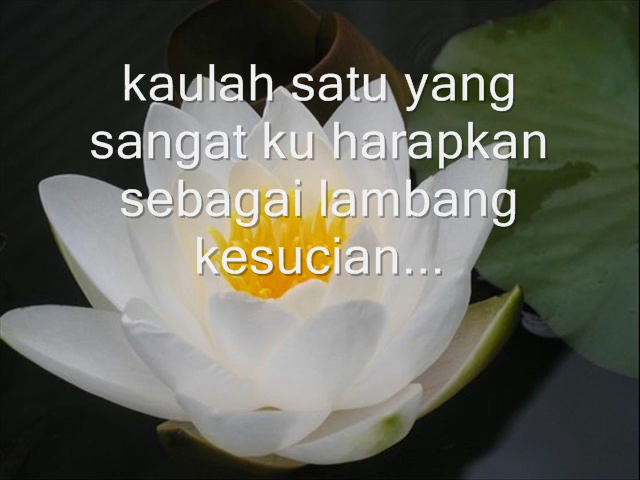 kaulah satu yang
sangat ku harapkan
sebagai lambang
kesucian...